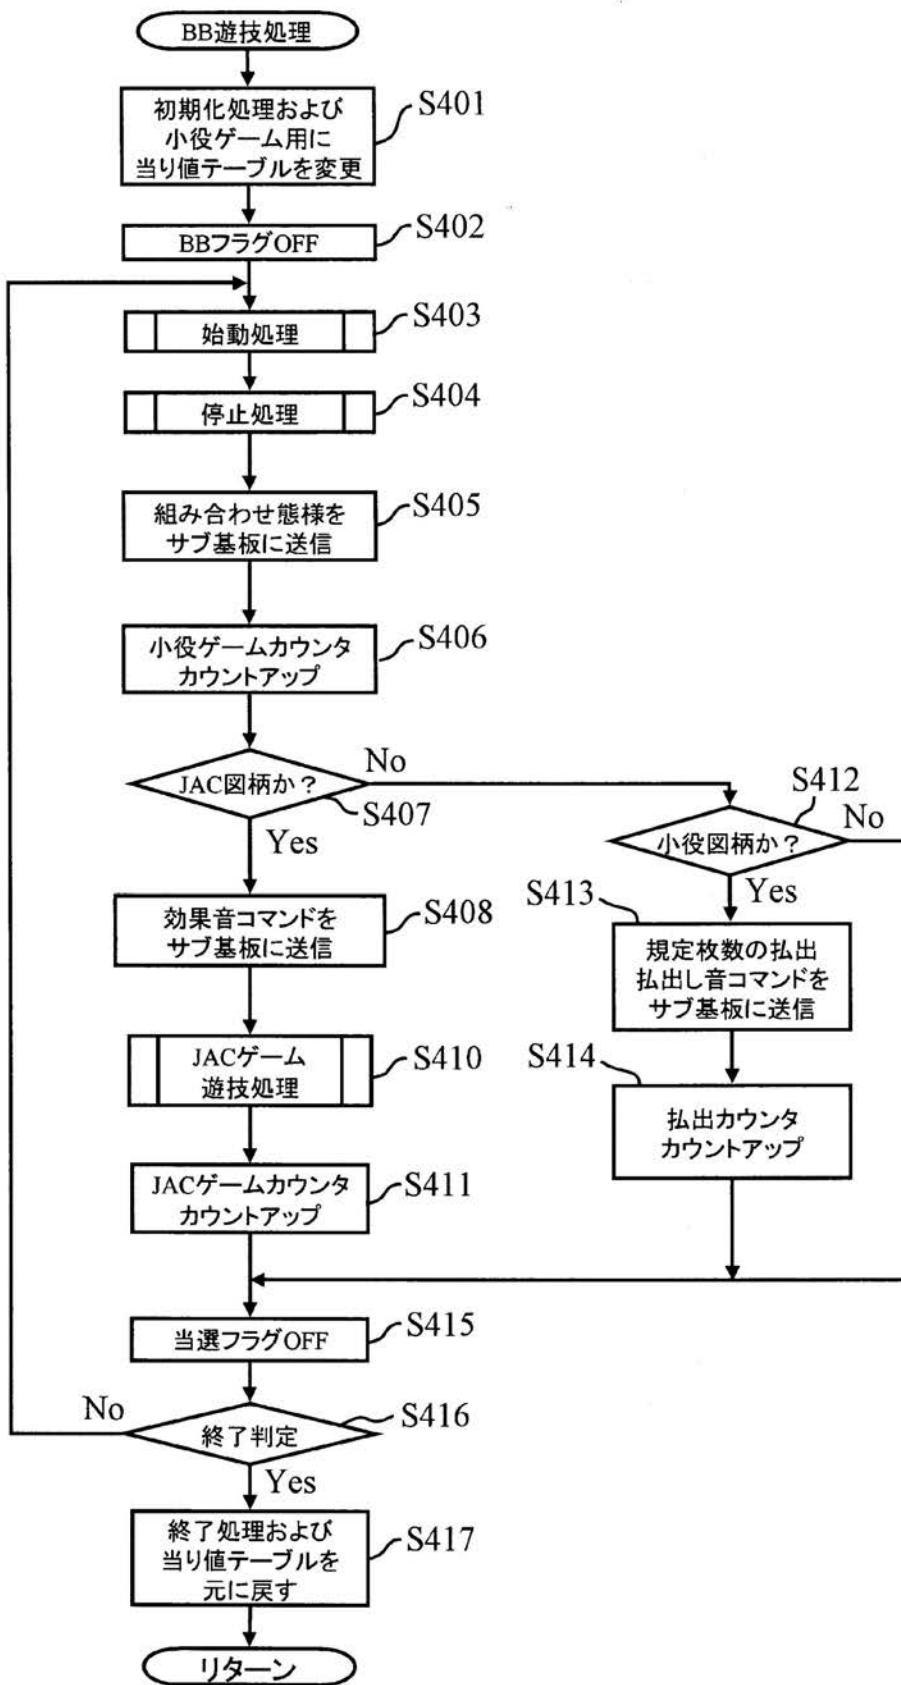 BB遊技処理
初期化処理および
小役ゲーム用に
当り値テーブルを変更
S401
BBフラグOFF
S402
始動処理
S403
停止処理
S404
組み合わせ態様を
サブ基板に送信
S405
小役ゲームカウンタ
カウントアップ
S406
JAC図柄か?
No
S407
Yes
効果音コマンドを
サブ基板に送信
S408
JACゲーム
遊技処理
S410
JACゲームカウンタ
カウントアップ
S411
小役図柄か?
S412
No
Yes
S413
規定枚数の払出
払出し音コマンドを
サブ基板に送信
S414
払出カウンタ
カウントアップ
当選フラグOFF
S415
No
終了判定
S416
Yes
終了処理および
当り値テーブルを
元に戻す
S417
リターン